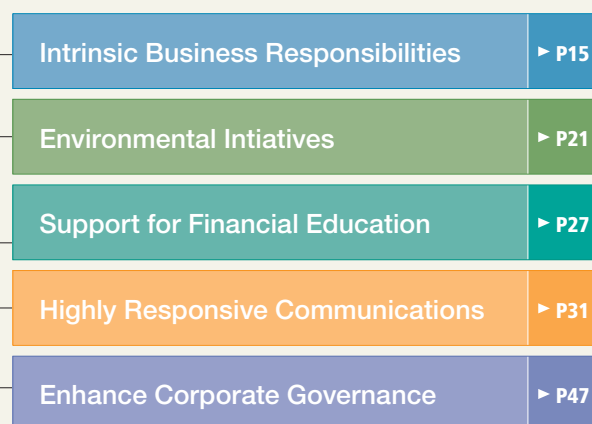 Intrinsic Business Responsibilities ► P15
Environmental Intiatives ► P21
Support for Financial Education ► P27
Highly Responsive Communications ► P31
Enhance Corporate Governance ► P47